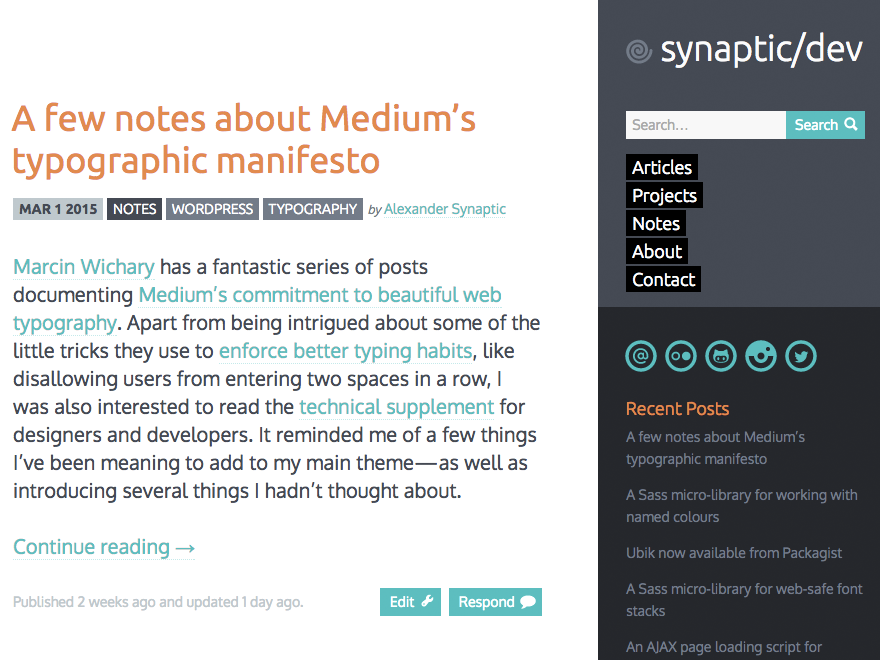 A few notes about Medium’s
typographic manifesto
MAR 1 2015 NOTES WORDPRESS TYPOGRAPHY by Alexander Synaptic
Marcin Wichary has a fantastic series of posts
documenting Medium’s commitment to beautiful web
typography. Apart from being intrigued about some of the
little tricks they use to enforce better typing habits, like
disallowing users from entering two spaces in a row, I
was also interested to read the technical supplement for
designers and developers. It reminded me of a few things
I’ve been meaning to add to my main theme—as well as
introducing several things I hadn’t thought about.
Continue reading →
Published 2 weeks ago and updated 1 day ago.
Edit
Respond
synaptic/dev
Search...
Search
Articles
Projects
Notes
About
Contact
Recent Posts
A few notes about Medium’s
typographic manifesto
A Sass micro-library for working with
named colours
Ubik now available from Packagist
A Sass micro-library for web-safe font
stacks
An AJAX page loading script for